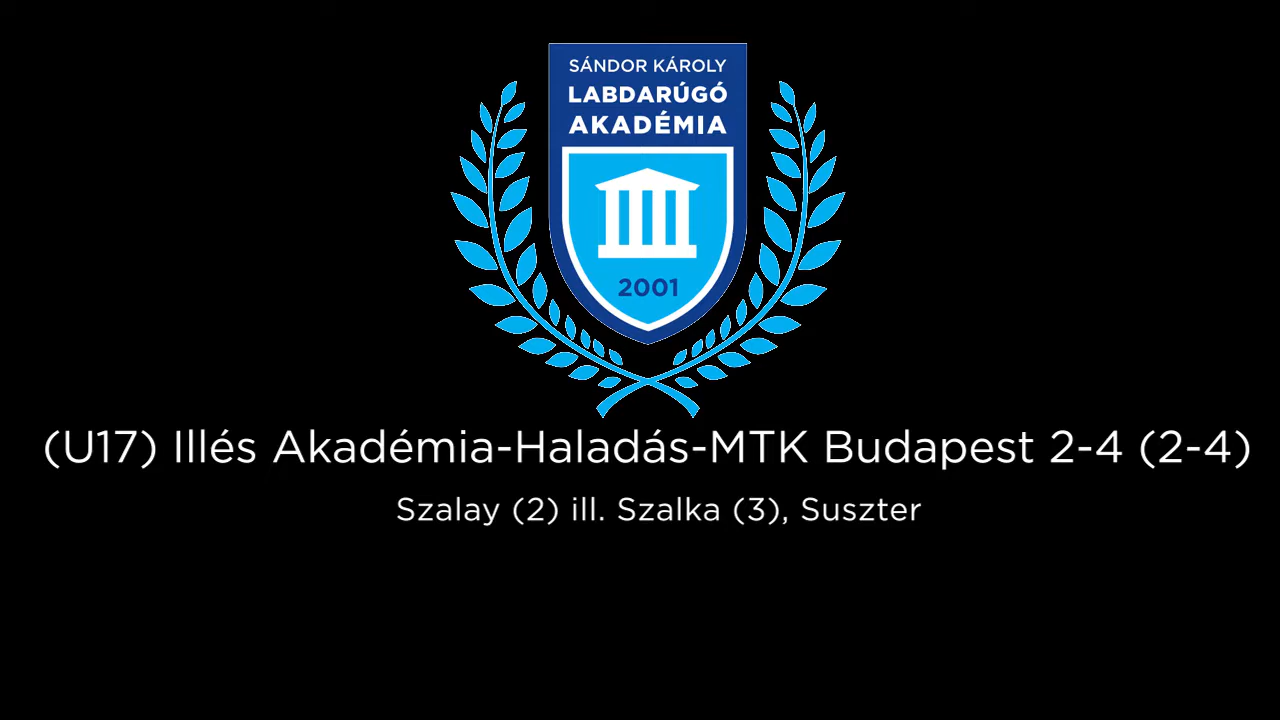 SÁNDOR KÁROLY
LABDARÚGÓ
AKADÉMIA
2001
(U17) Illés Akadémia-Haladás-MTK Budapest 2-4 (2-4)
Szalay (2) ill. Szalka (3), Suszter